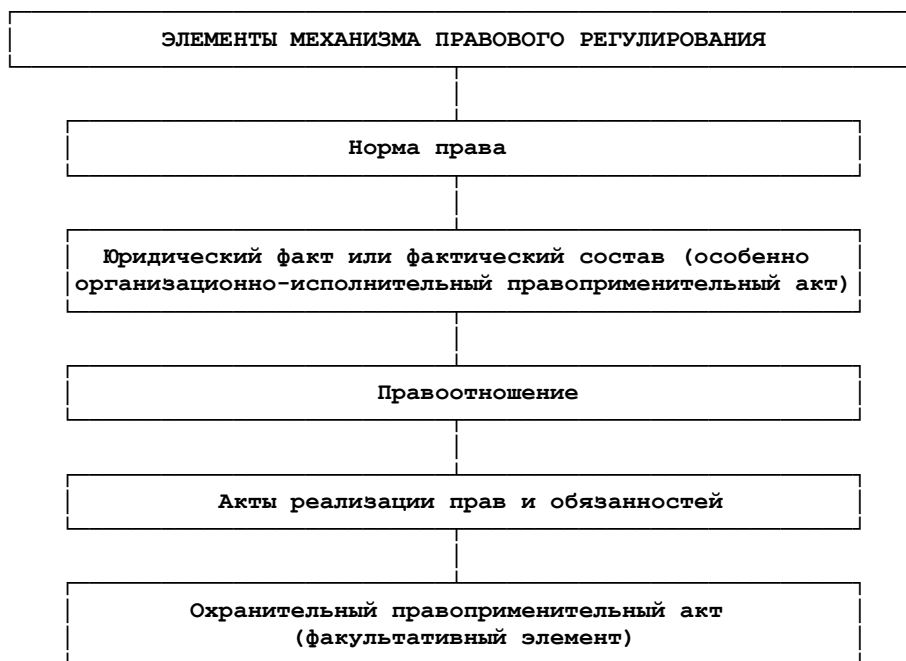 ЭЛЕМЕНТЫ МЕХАНИЗМА ПРАВОВОГО РЕГУЛИРОВАНИЯ
Норма права
Юридический факт или фактический состав (особенно
организационно-исполнительный правоприменительный акт)
Правоотношение
Акты реализации прав и обязанностей
Охранительный правоприменительный акт
(факультативный элемент)